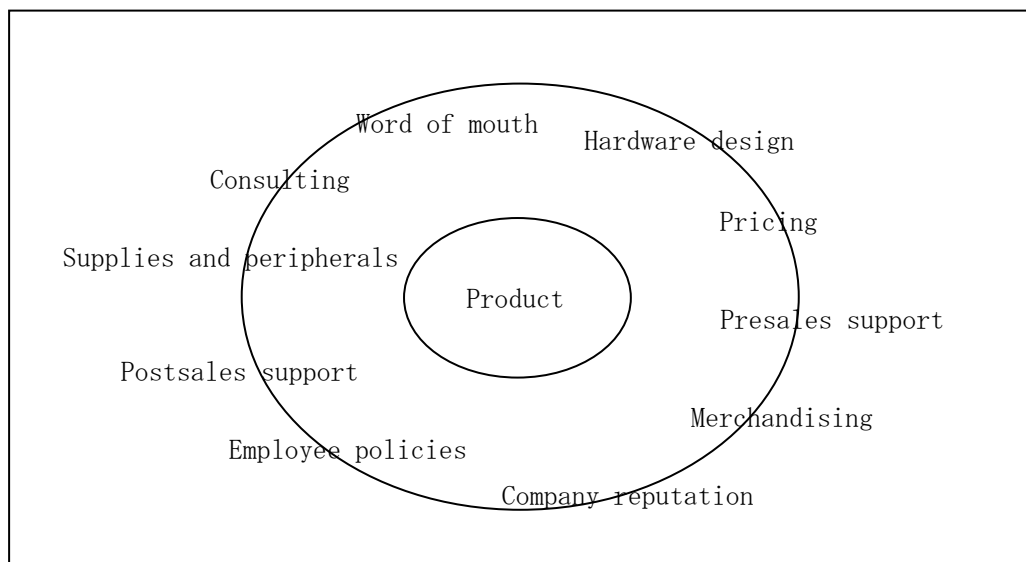 Word of mouth
Hardware design
Consulting
Pricing
Supplies and peripherals
Product
Presales support
Postsales support
Merchandising
Employee policies
Company reputation